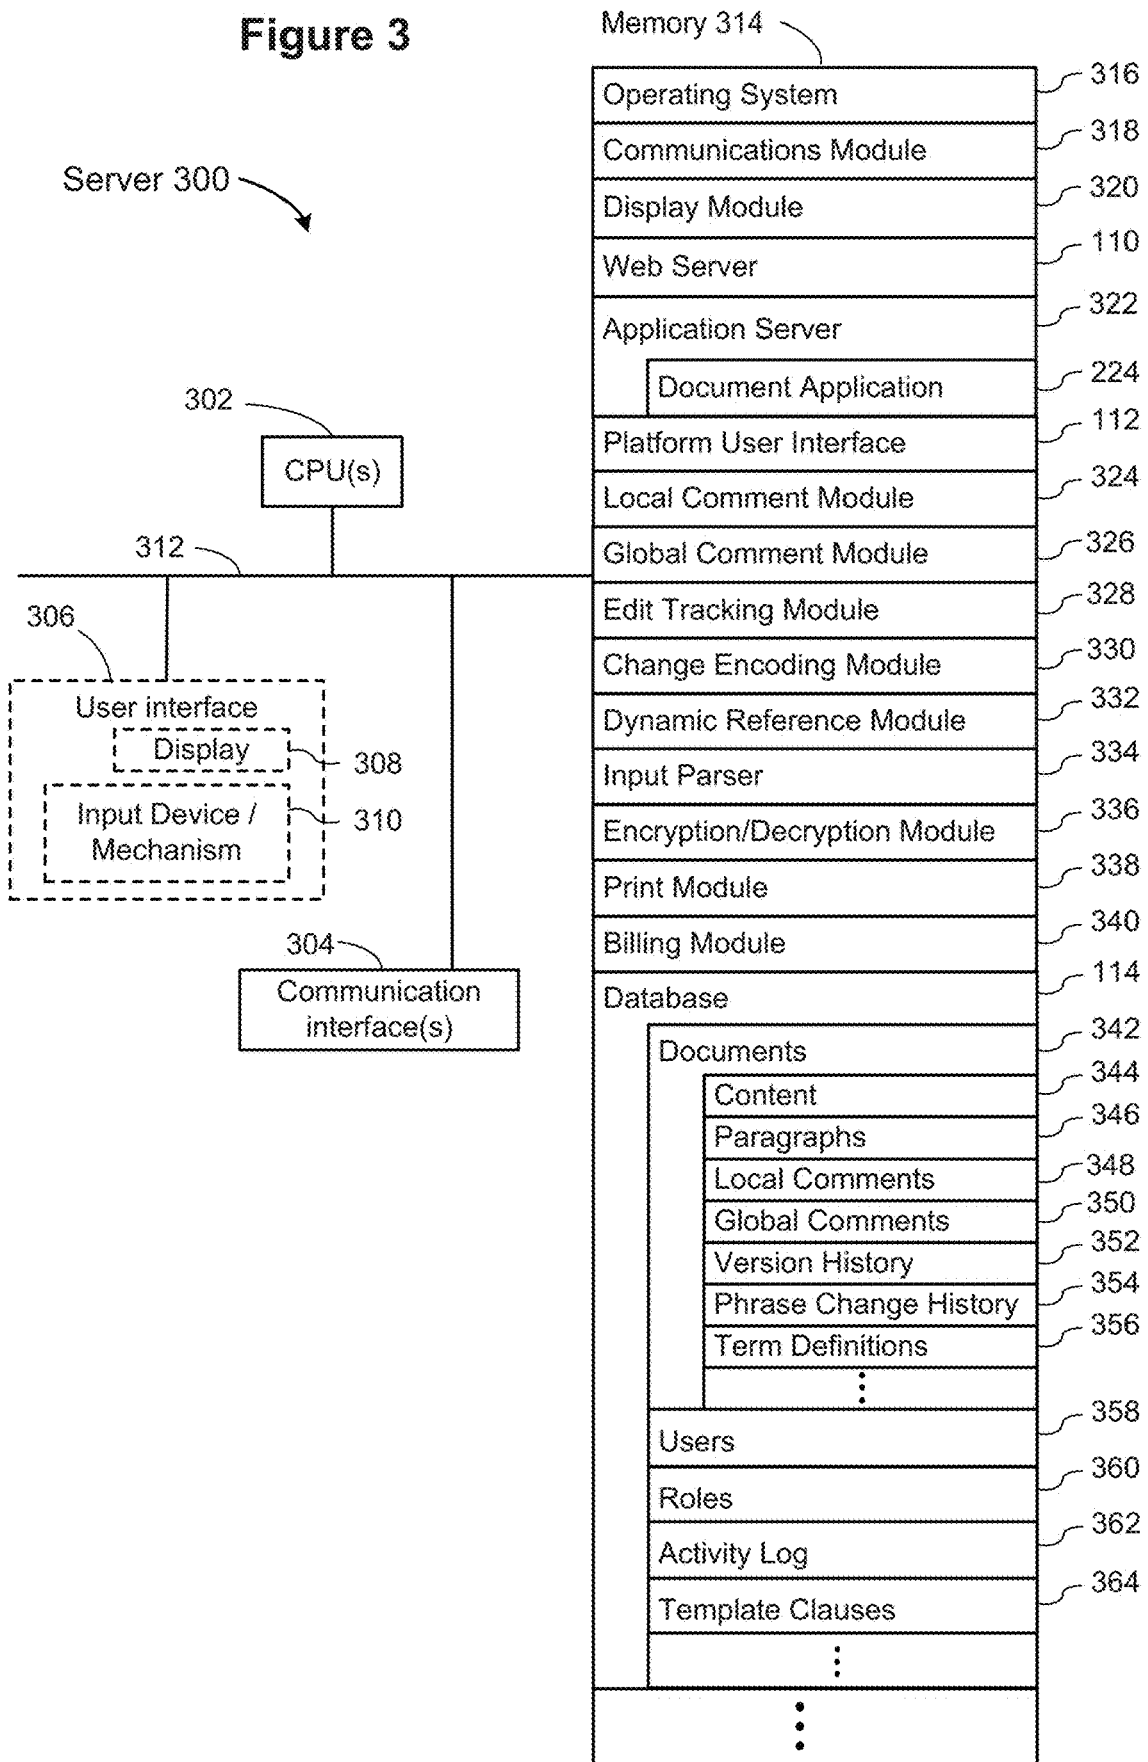 Figure 3
Memory 314
Server 300
302
CPU(s)
312
306
User interface
Display
308
Input Device /
Mechanism
310
304
Communication
interface(s)
Operating System
316
Communications Module
318
Display Module
320
Web Server
110
Application Server
322
Document Application
224
Platform User Interface
112
Local Comment Module
324
Global Comment Module
326
Edit Tracking Module
328
Change Encoding Module
330
Dynamic Reference Module
332
Input Parser
334
Encryption/Decryption Module
336
Print Module
338
Billing Module
340
Database
114
Documents
342
Content
344
Paragraphs
346
Local Comments
348
Global Comments
350
Version History
352
Phrase Change History
354
Term Definitions
356
Users
358
Roles
360
Activity Log
362
Template Clauses
364